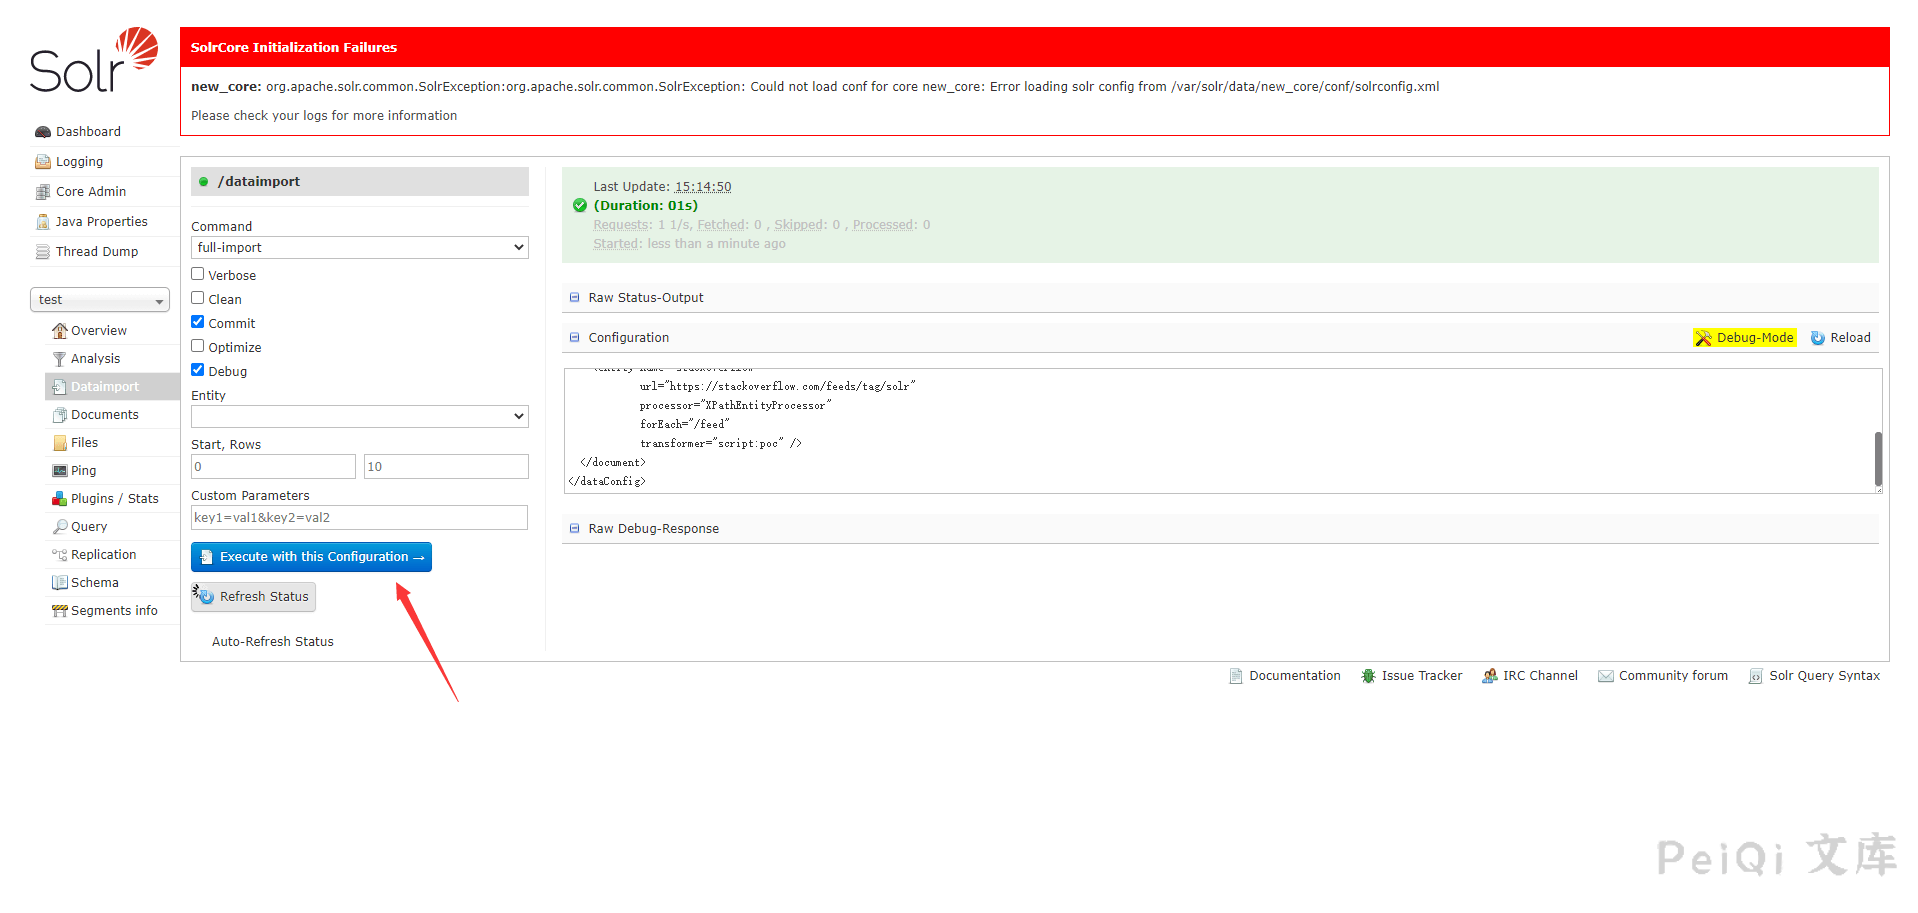 Solr
SolrCore Initialization Failures
new_core: org.apache.solr.common.SolrException:org.apache.solr.common.SolrException: Could not load conf for core new_core: Error loading solr config from /var/solr/data/new_core/conf/solrconfig.xml
Please check your logs for more information
Dashboard
Logging
Core Admin
Java Properties
Thread Dump
test
Overview
Analysis
Dataimport
Documents
Files
Ping
Plugins / Stats
Query
Replication
Schema
Segments info
/dataimport
Command
full-import
Verbose
Clean
Commit
Optimize
Debug
Entity
Start, Rows
0 10
Custom Parameters
key1=val1&key2=val2
Execute with this Configuration →
Refresh Status
Auto-Refresh Status
Last Update: 15:14:50
(Duration: 01s)
Requests: 1 1/s, Fetched: 0 , Skipped: 0 , Processed: 0
Started: less than a minute ago
Raw Status-Output
Configuration
Debug-Mode Reload
<entity name="stackoverflow"
url="https://stackoverflow.com/feeds/tag/solr"
processor="XPathEntityProcessor"
forEach="/feed"
transformer="script:poc" />
</document>
</dataConfig>
Raw Debug-Response
Documentation Issue Tracker IRC Channel Community forum Solr Query Syntax
PeiQi 文库